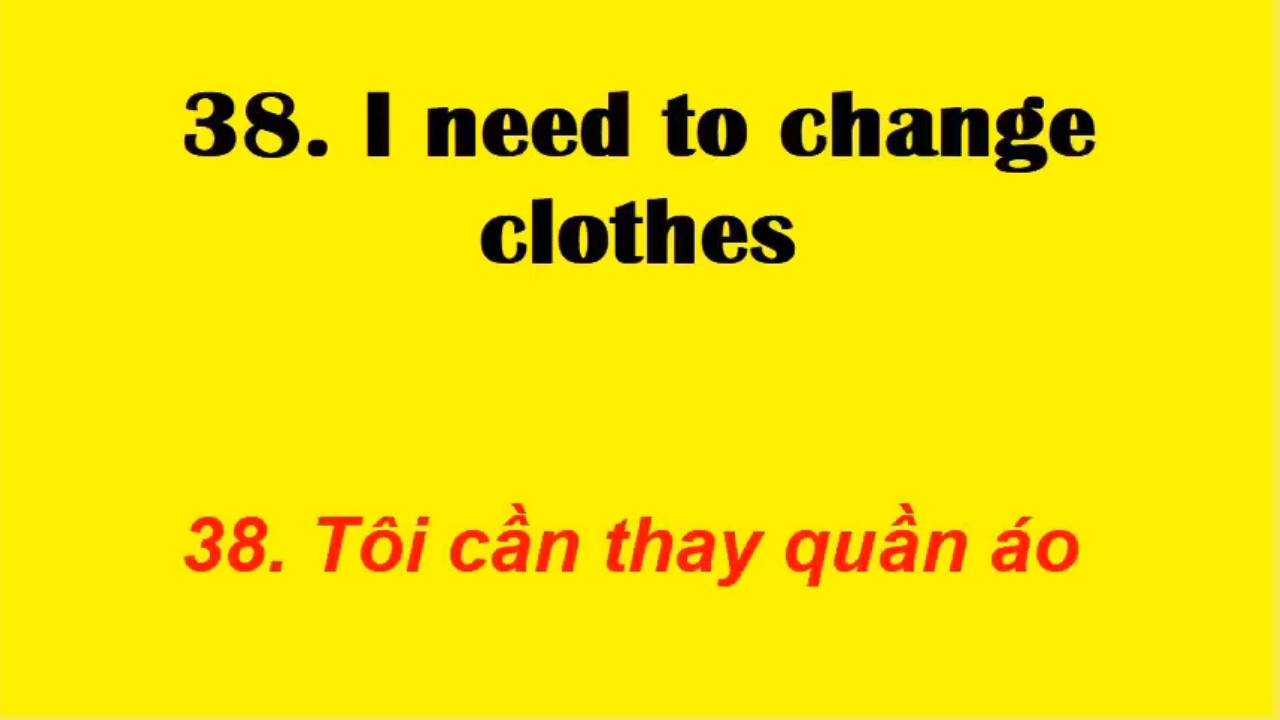 38. I need to change
clothes
38. Tôi cần thay quần áo